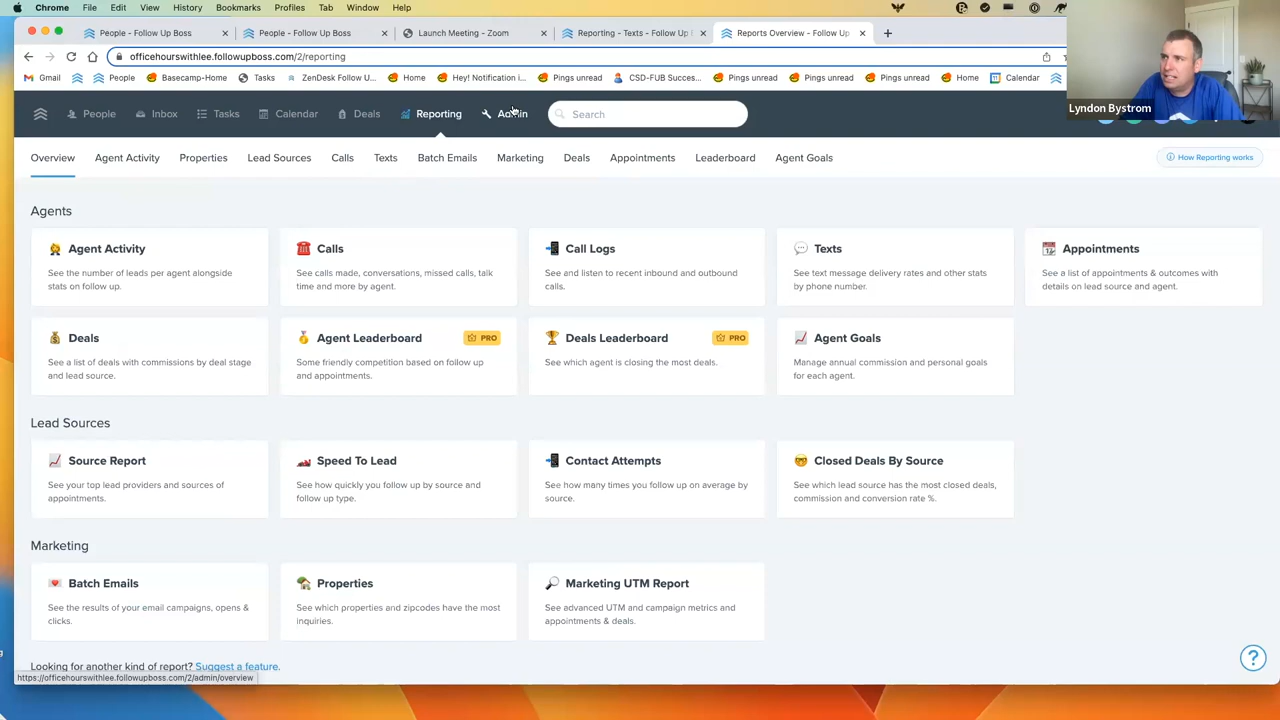 Chrome File Edit View History Bookmarks Profiles Tab Window Help
People - Follow Up Boss × People - Follow Up Boss × Launch Meeting - Zoom × Reporting - Texts - Follow Up × Reports Overview - Follow Up × +
officehourswithlee.followupboss.com/2/reporting
Gmail People Basecamp-Home Tasks ZenDesk Follow U... Home Hey! Notification i... Pings unread CSD-FUB Succes... Pings unread Pings unread Home Calendar
Lyndon Bystrom
People Inbox Tasks Calendar Deals Reporting Admin Search
Overview Agent Activity Properties Lead Sources Calls Texts Batch Emails Marketing Deals Appointments Leaderboard Agent Goals How Reporting works
Agents
Agent Activity
See the number of leads per agent alongside
stats on follow up.
Calls
See calls made, conversations, missed calls, talk
time and more by agent.
Call Logs
See and listen to recent inbound and outbound
calls.
Texts
See text message delivery rates and other stats
by phone number.
Appointments
See a list of appointments & outcomes with
details on lead source and agent.
Deals
See a list of deals with commissions by deal stage
and lead source.
Agent Leaderboard PRO
Some friendly competition based on follow up
and appointments.
Deals Leaderboard PRO
See which agent is closing the most deals.
Agent Goals
Manage annual commission and personal goals
for each agent.
Lead Sources
Source Report
See your top lead providers and sources of
appointments.
Speed To Lead
See how quickly you follow up by source and
follow up type.
Contact Attempts
See how many times you follow up on average by
source.
Closed Deals By Source
See which lead source has the most closed deals,
commission and conversion rate %.
Marketing
Batch Emails
See the results of your email campaigns, opens &
clicks.
Properties
See which properties and zipcodes have the most
inquiries.
Marketing UTM Report
See advanced UTM and campaign metrics and
appointments & deals.
Looking for another kind of report? Suggest a feature.
https://officehourswithlee.followupboss.com/2/admin/overview
?